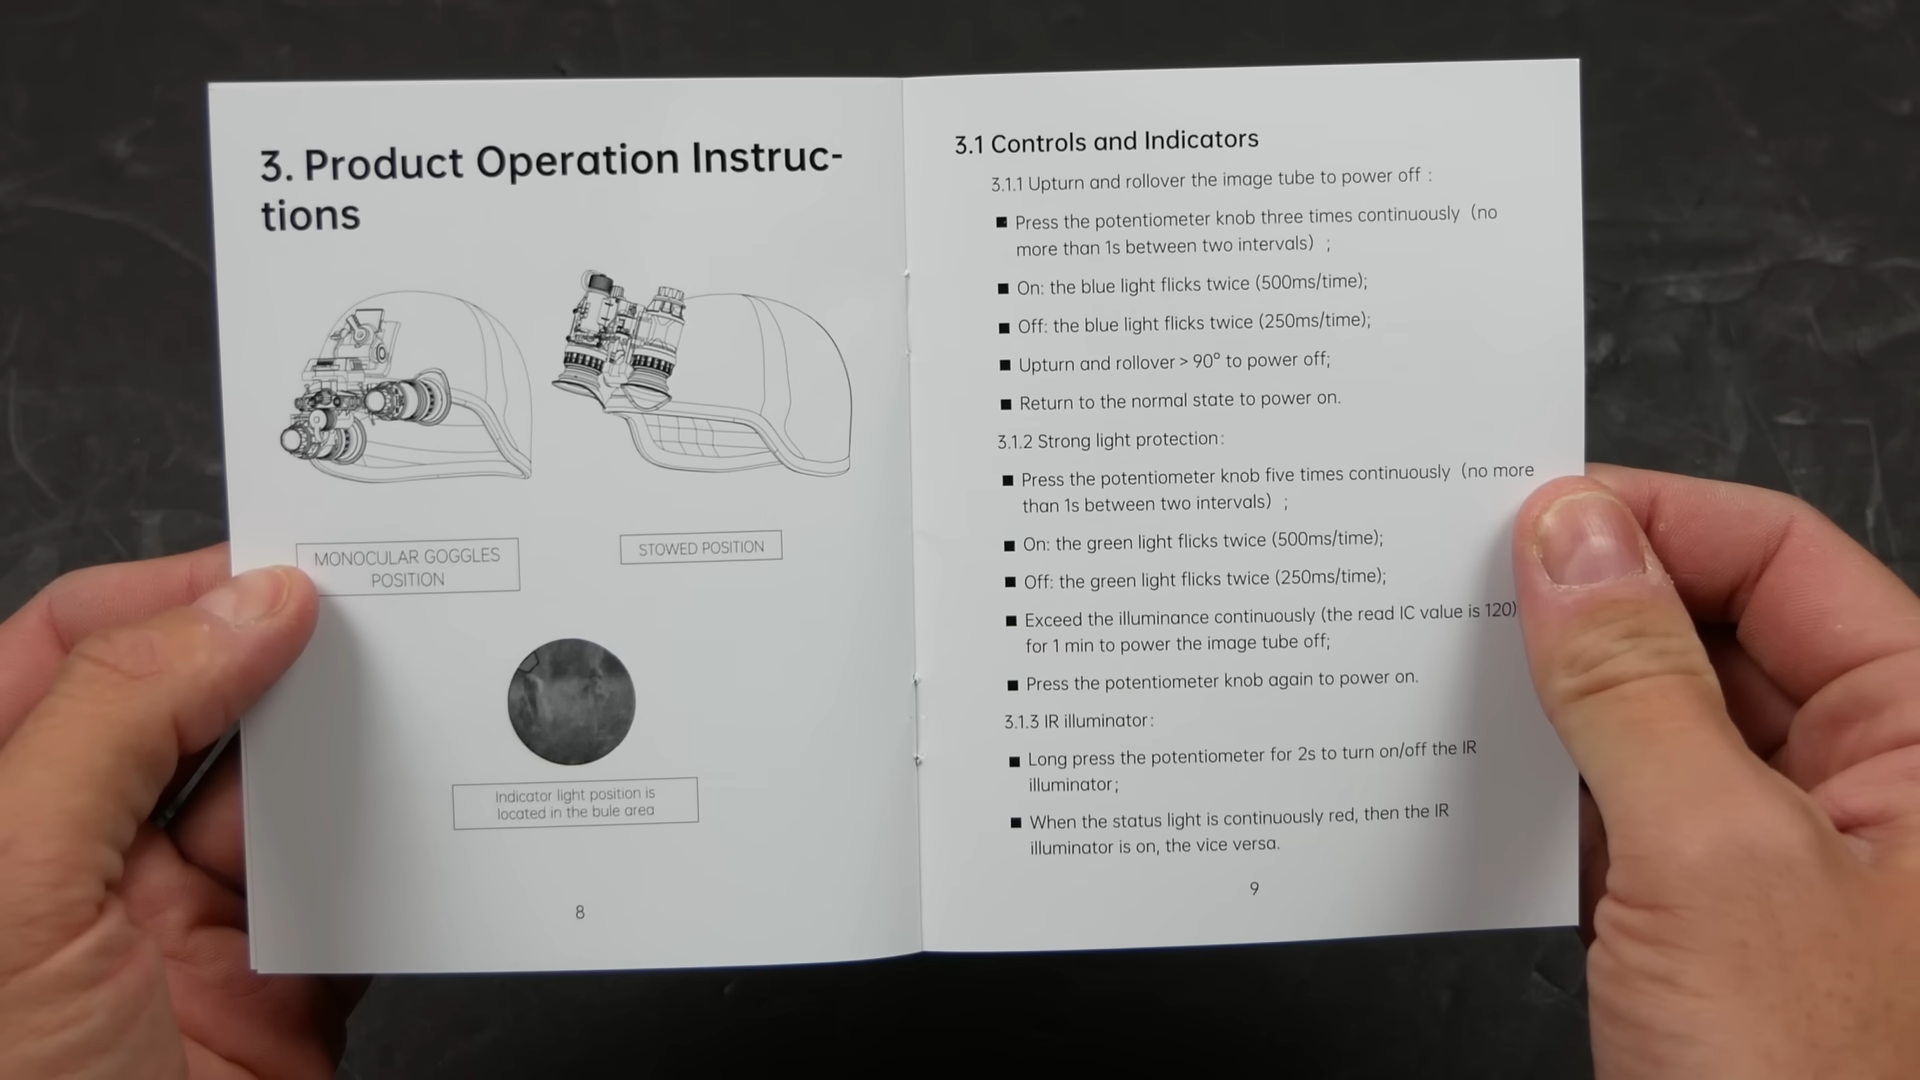 3. Product Operation Instruc-
tions
MONOCULAR GOGGLES
POSITION
STOWED POSITION
Indicator light position is
located in the bule area
8
3.1 Controls and Indicators
3.1.1 Upturn and rollover the image tube to power off :
■ Press the potentiometer knob three times continuously (no
more than 1s between two intervals) ;
■ On: the blue light flicks twice (500ms/time);
■ Off: the blue light flicks twice (250ms/time);
■ Upturn and rollover > 90° to power off;
■ Return to the normal state to power on.
3.1.2 Strong light protection:
■ Press the potentiometer knob five times continuously (no more
than 1s between two intervals) ;
■ On: the green light flicks twice (500ms/time);
■ Off: the green light flicks twice (250ms/time);
■ Exceed the illuminance continuously (the read IC value is 120)
for 1 min to power the image tube off;
■ Press the potentiometer knob again to power on.
3.1.3 IR illuminator:
■ Long press the potentiometer for 2s to turn on/off the IR
illuminator;
■ When the status light is continuously red, then the IR
illuminator is on, the vice versa.
9